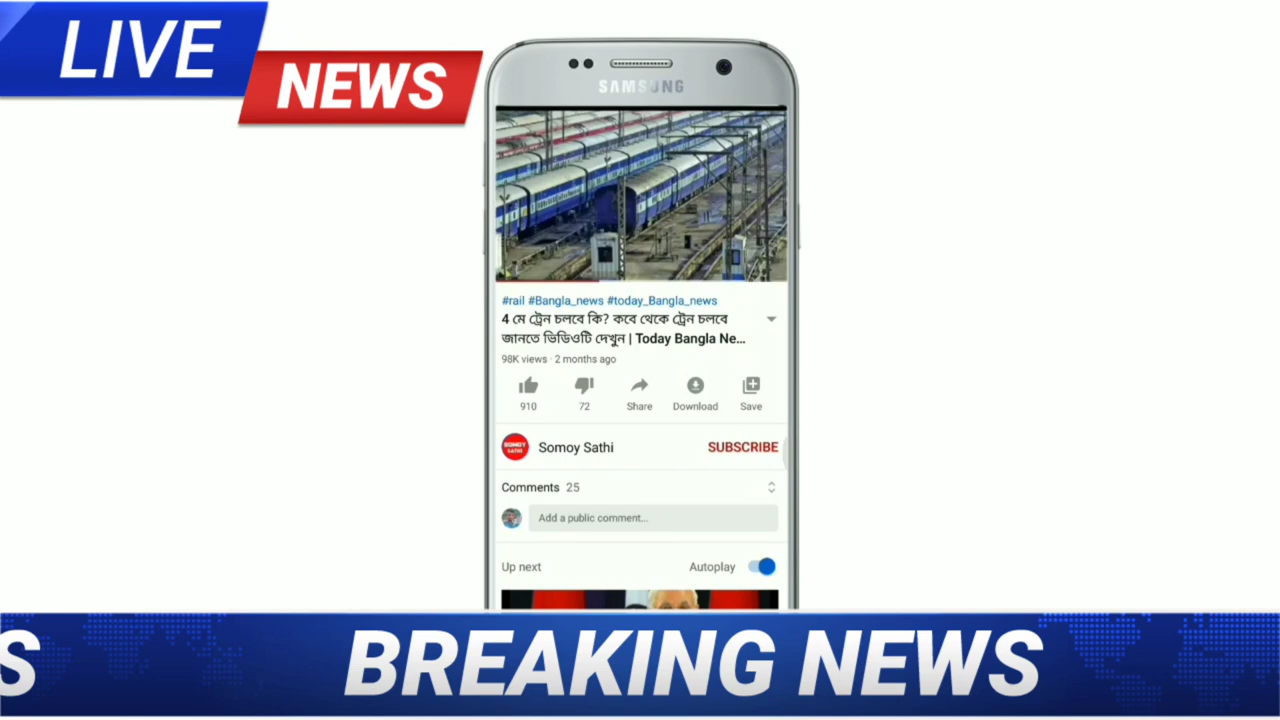 LIVE
NEWS
SAMSUNG
#rail #Bangla_news #today_Bangla_news
4 মে ট্রেন চলবে কি? কবে থেকে ট্রেন চলবে
জানতে ভিডিওটি দেখুন | Today Bangla Ne...
98K views · 2 months ago
910
72
Share
Download
Save
SOMOY
SATHI
Somoy Sathi
SUBSCRIBE
Comments 25
Add a public comment...
Up next
Autoplay
S
BREAKING NEWS